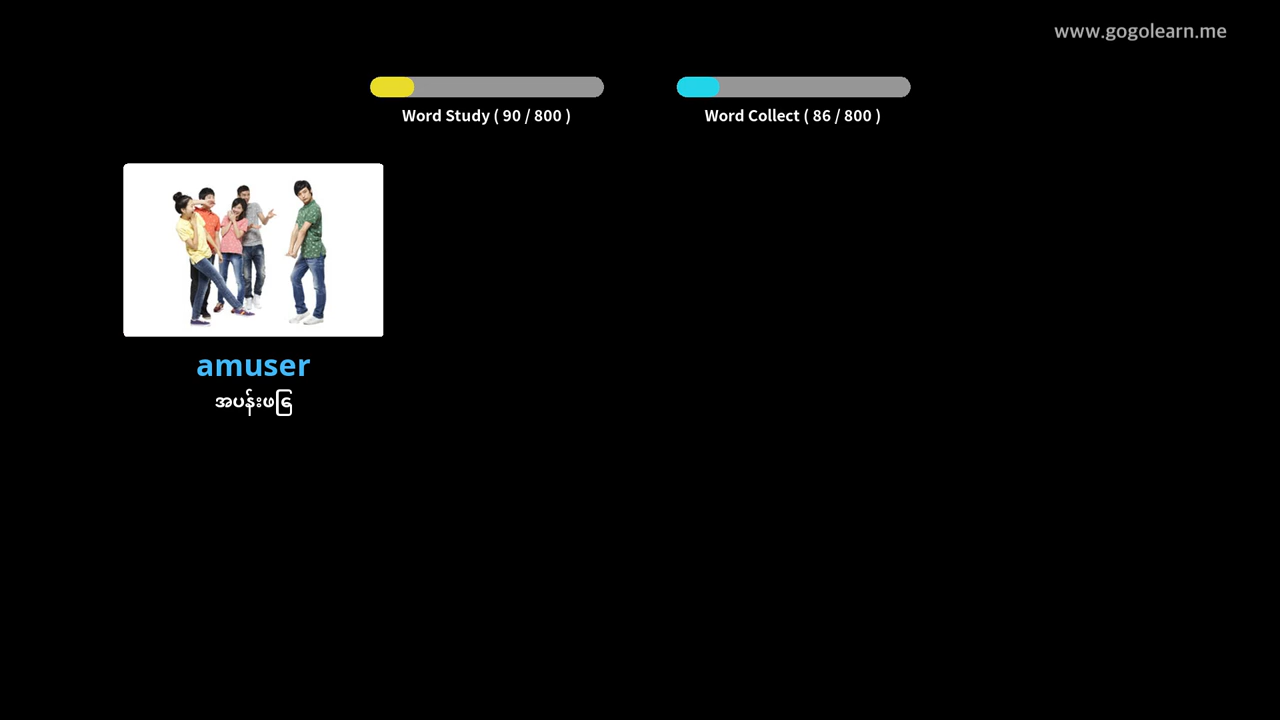 www.gogolearn.me
Word Study ( 90 / 800 )
Word Collect ( 86 / 800 )
amuser
အပန်းဖြေ